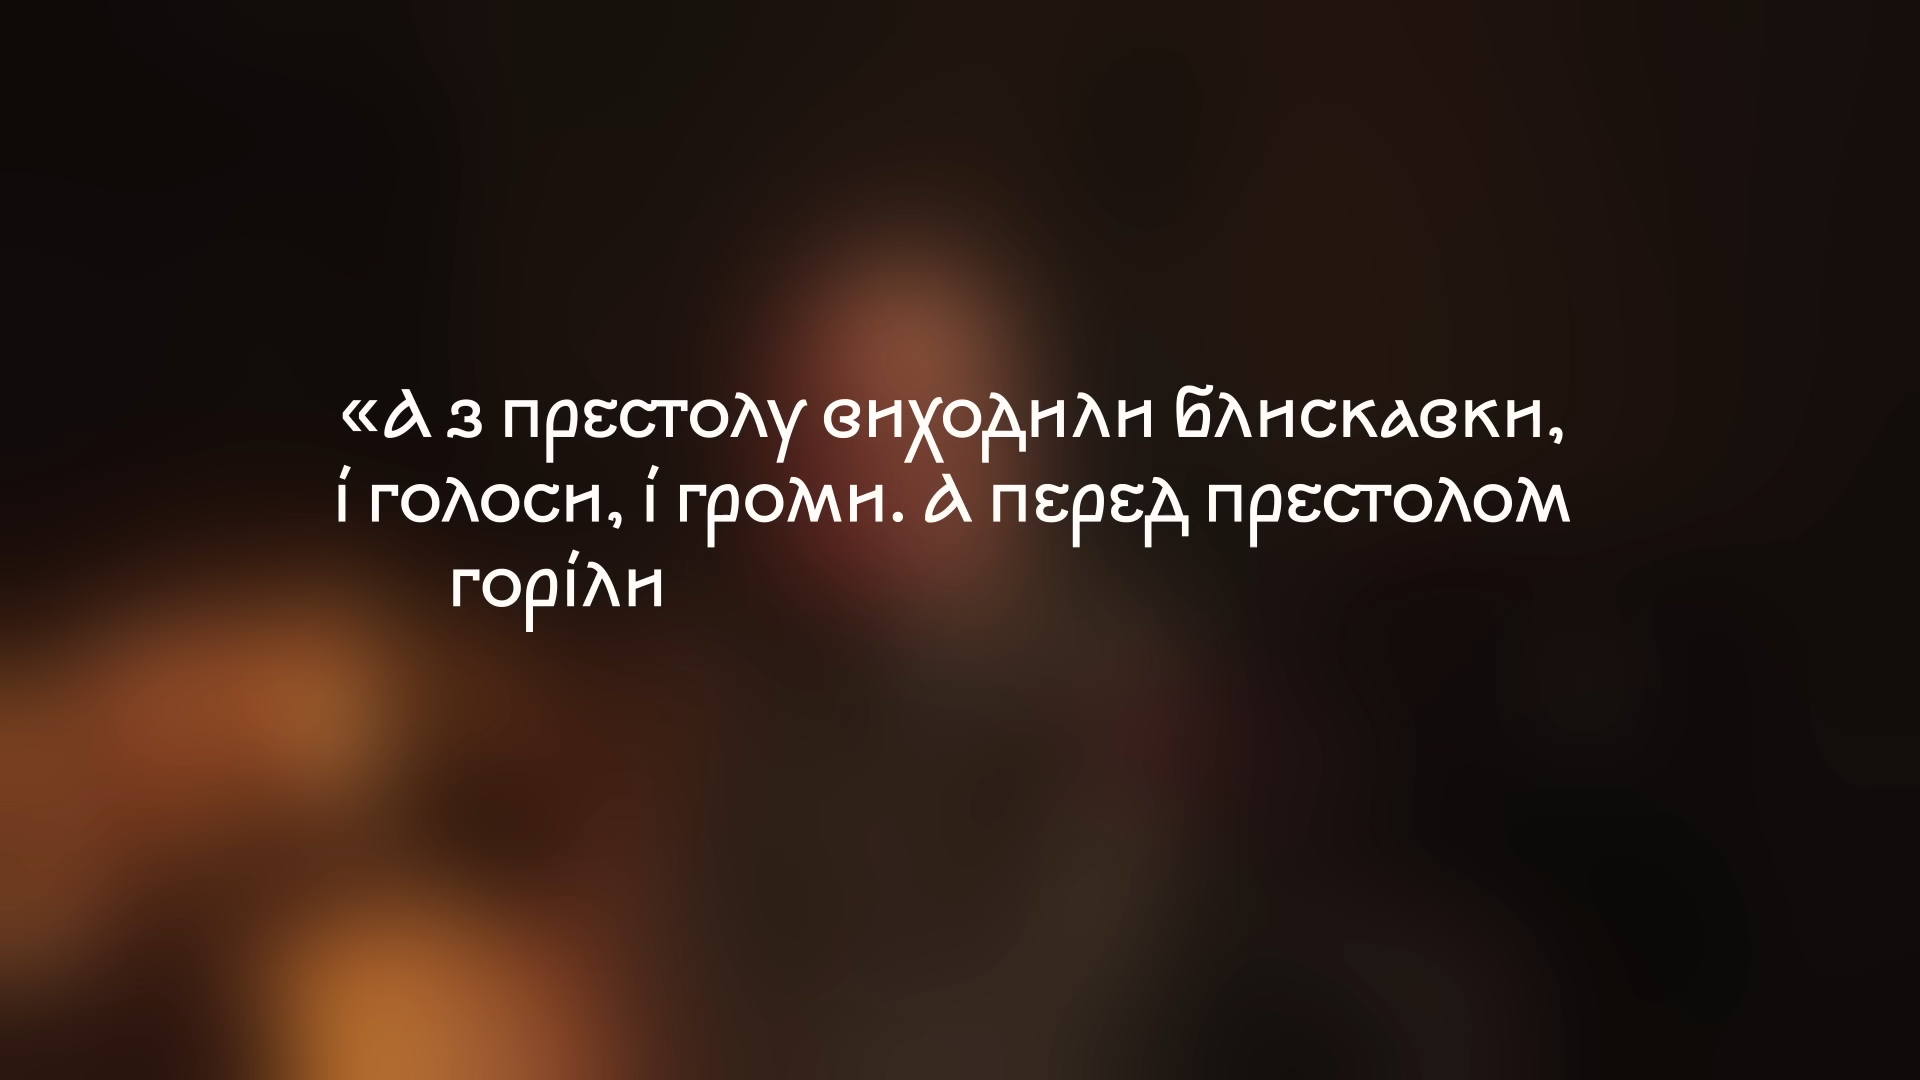 «А з престолу виходили блискавки,
і голоси, і громи. А перед престолом
горіли